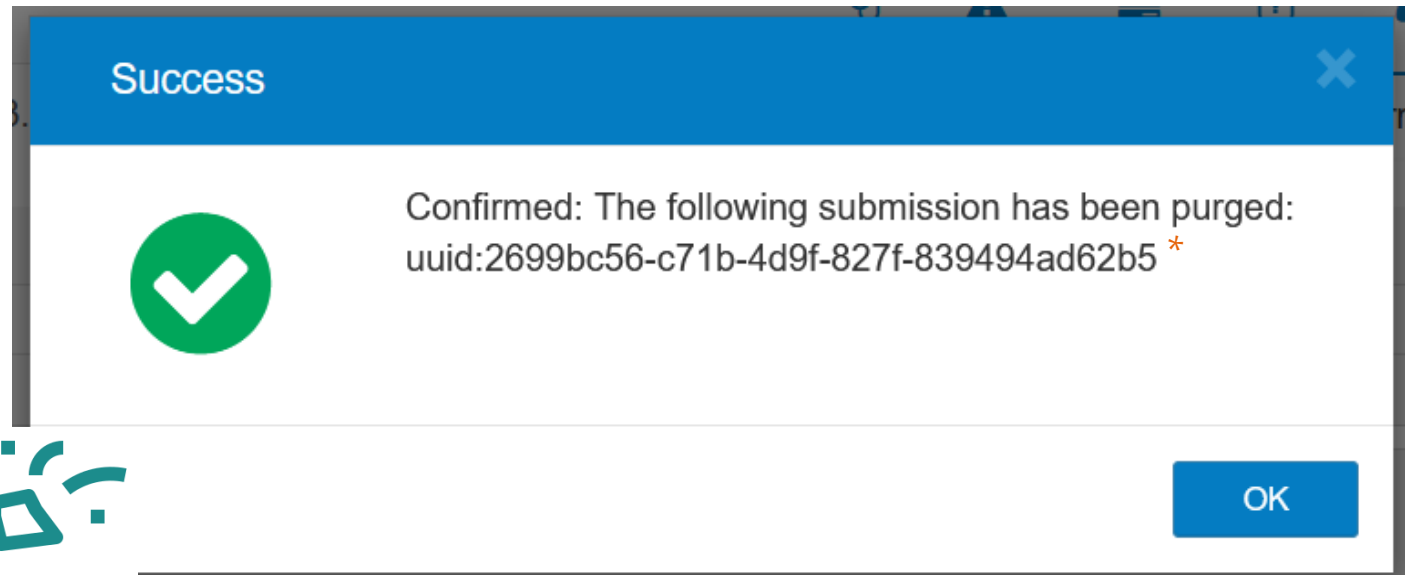 Success
Confirmed: The following submission has been purged:
uuid:2699bc56-c71b-4d9f-827f-839494ad62b5 *
OK